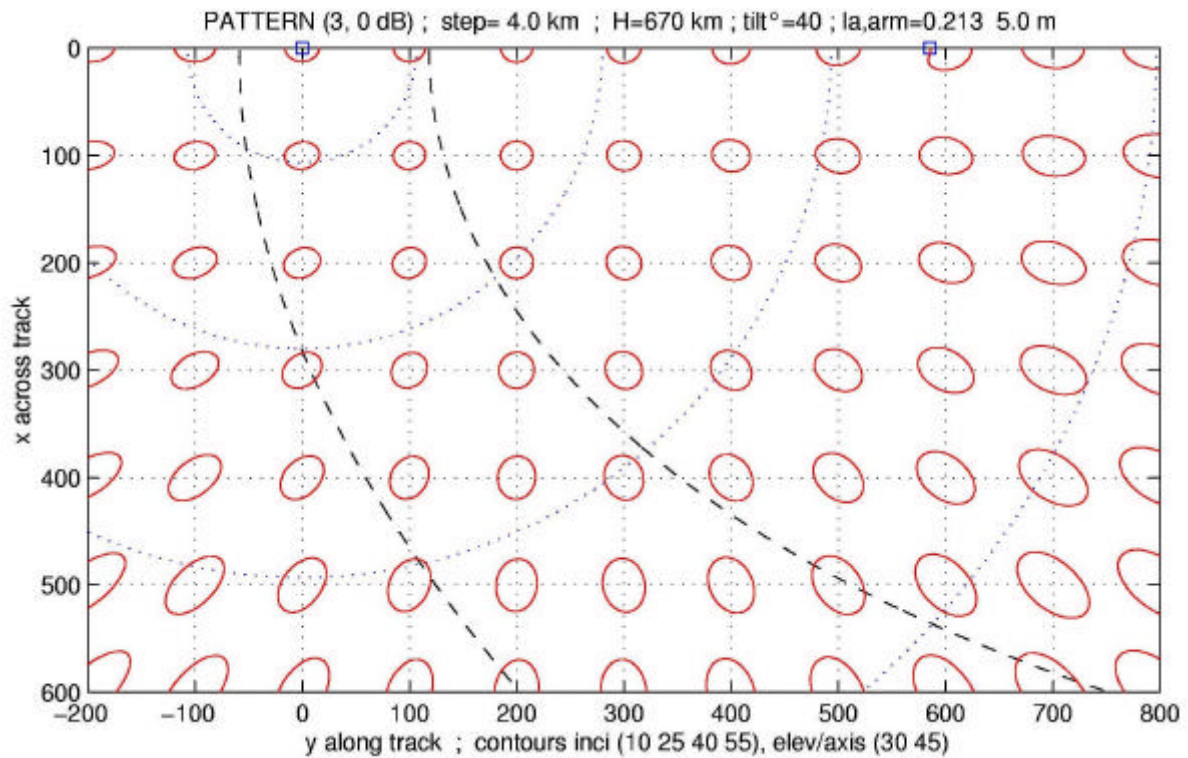 PATTERN (3, 0 dB) ; step= 4.0 km ; H=670 km ; tilt°=40 ; la,arm=0.213 5.0 m
0
100
200
300
400
500
600
x across track
−200 −100 0 100 200 300 400 500 600 700 800
y along track ; contours inci (10 25 40 55), elev/axis (30 45)